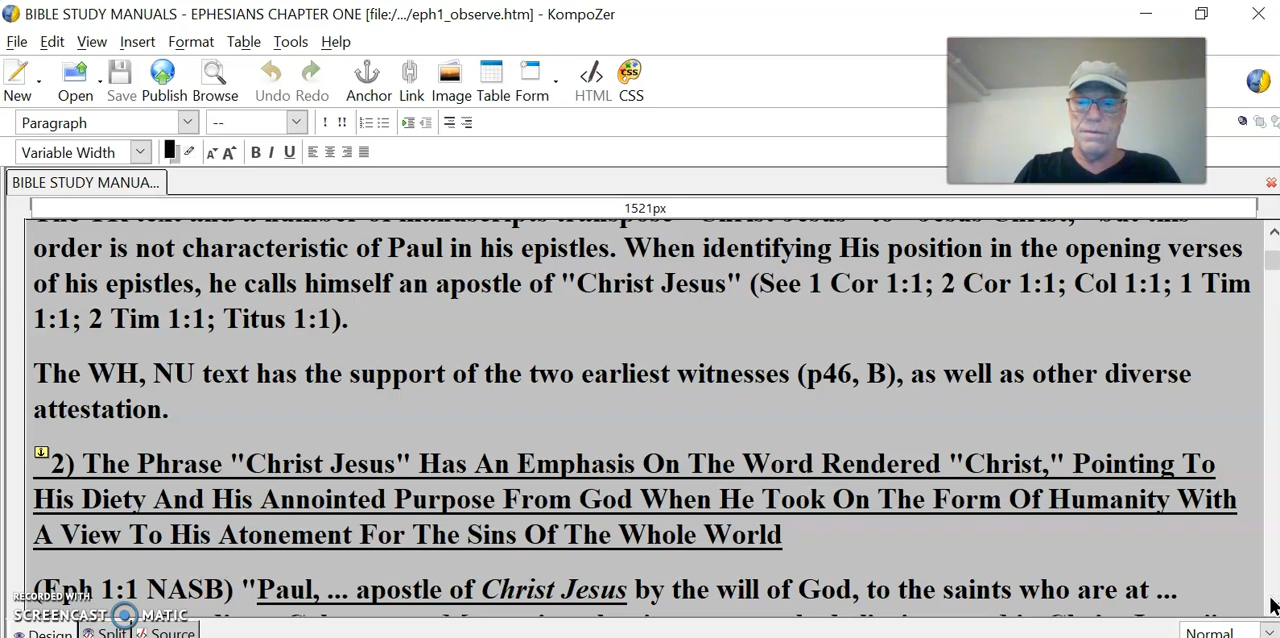 BIBLE STUDY MANUALS - EPHESIANS CHAPTER ONE [file:/.../eph1_observe.htm] - KompoZer
File Edit View Insert Format Table Tools Help
New Open Save Publish Browse Undo Redo Anchor Link Image Table Form HTML CSS
CSS
Paragraph -- ! !!
Variable Width A A B I U
BIBLE STUDY MANUA...
1521px
order is not characteristic of Paul in his epistles. When identifying His position in the opening verses
of his epistles, he calls himself an apostle of "Christ Jesus" (See 1 Cor 1:1; 2 Cor 1:1; Col 1:1; 1 Tim
1:1; 2 Tim 1:1; Titus 1:1).
The WH, NU text has the support of the two earliest witnesses (p46, B), as well as other diverse
attestation.
2) The Phrase "Christ Jesus" Has An Emphasis On The Word Rendered "Christ," Pointing To
His Diety And His Annointed Purpose From God When He Took On The Form Of Humanity With
A View To His Atonement For The Sins Of The Whole World
(Eph 1:1 NASB) "Paul, ... apostle of Christ Jesus by the will of God, to the saints who are at ...
RECORDED WITH
SCREENCAST MATIC
Design Split Source Normal